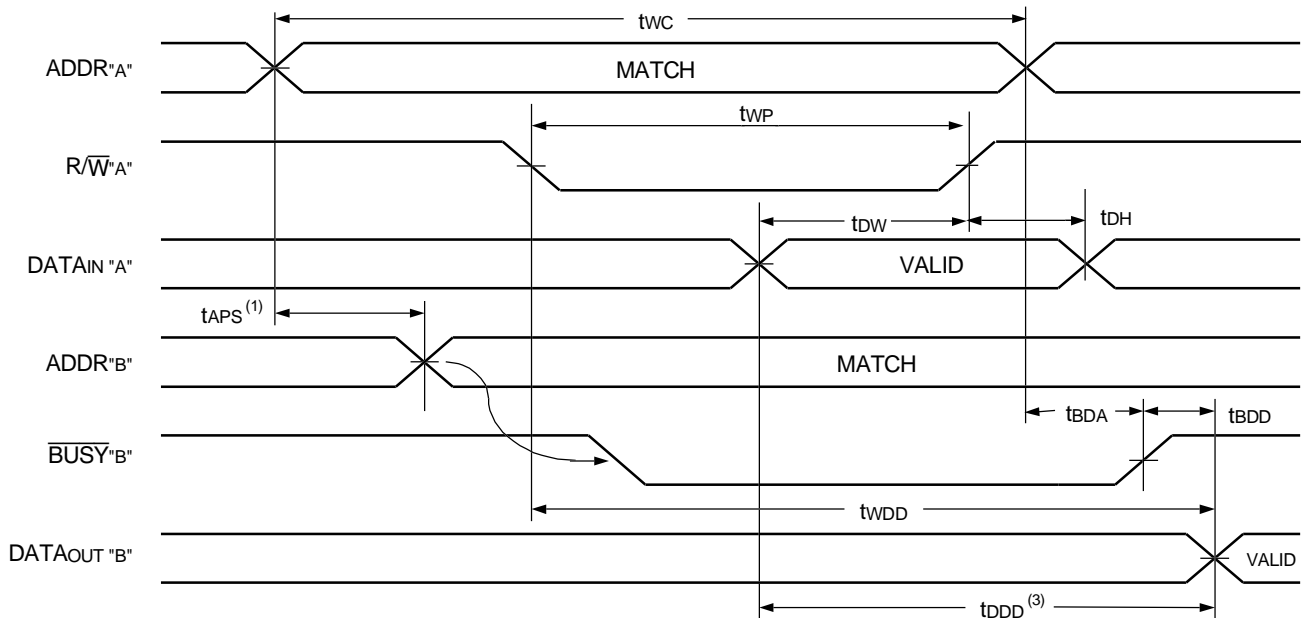 tWC
ADDR"A"
MATCH
tWP
R/W̅"A"
tDW
tDH
DATAIN "A"
VALID
tAPS (1)
ADDR"B"
MATCH
tBDA
tBDD
B̅U̅S̅Y̅"B"
tWDD
DATAOUT "B"
VALID
tDDD (3)